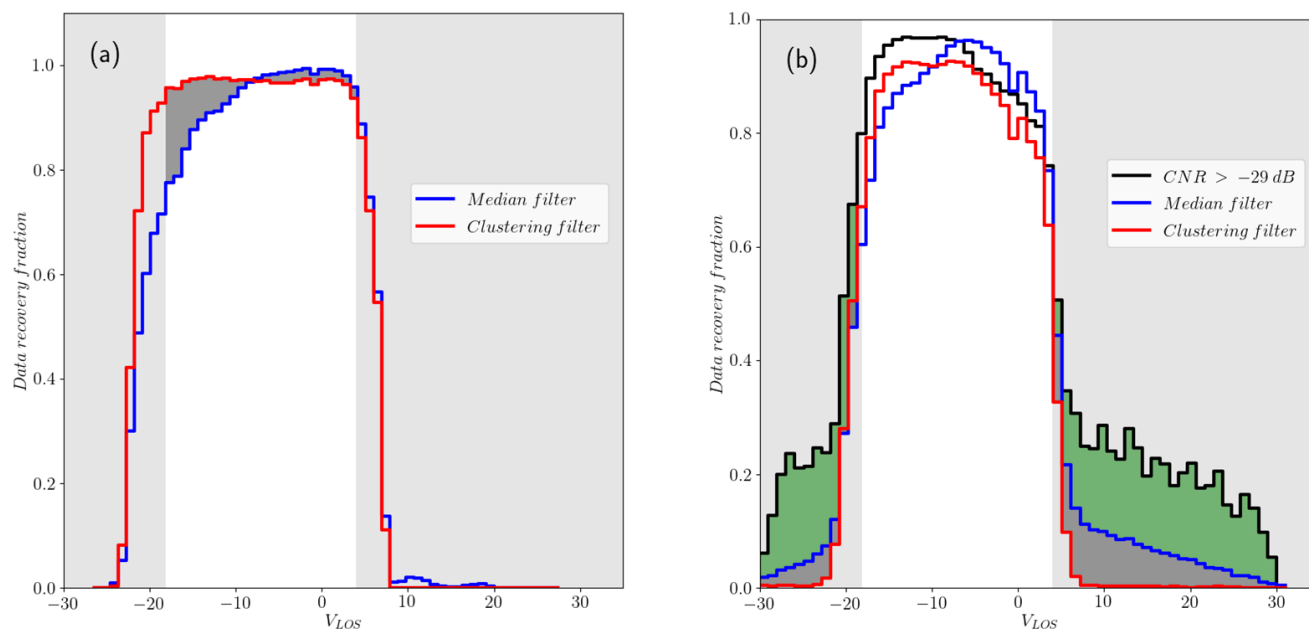 (a)
Data recovery fraction
1.0
0.8
0.6
0.4
0.2
0.0
Median filter
Clustering filter
−30
−20
−10
0
10
20
30
V_LOS
(b)
Data recovery fraction
1.0
0.8
0.6
0.4
0.2
0.0
CNR > −29 dB
Median filter
Clustering filter
−30
−20
−10
0
10
20
30
V_LOS